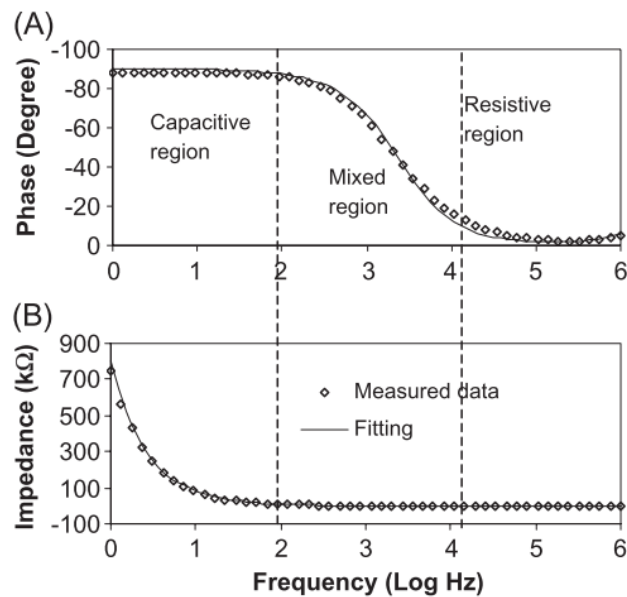 (A)
-100
-80
-60
-40
-20
0
Phase (Degree)
Capacitive
region
Mixed
region
Resistive
region
0 1 2 3 4 5 6
(B)
900
700
500
300
100
-100
Impedance (kΩ)
Measured data
Fitting
0 1 2 3 4 5 6
Frequency (Log Hz)